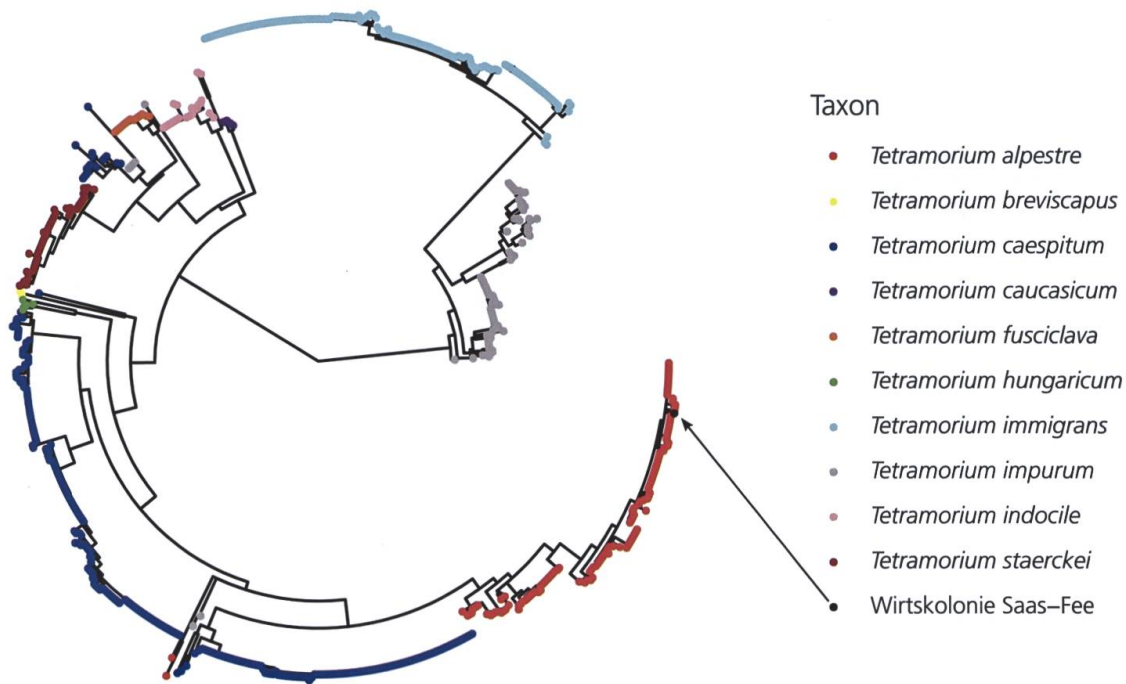 Taxon
Tetramorium alpestre
Tetramorium breviscapus
Tetramorium caespitum
Tetramorium caucasicum
Tetramorium fusciclava
Tetramorium hungaricum
Tetramorium immigrans
Tetramorium impurum
Tetramorium indocile
Tetramorium staerckei
Wirtskolonie Saas–Fee